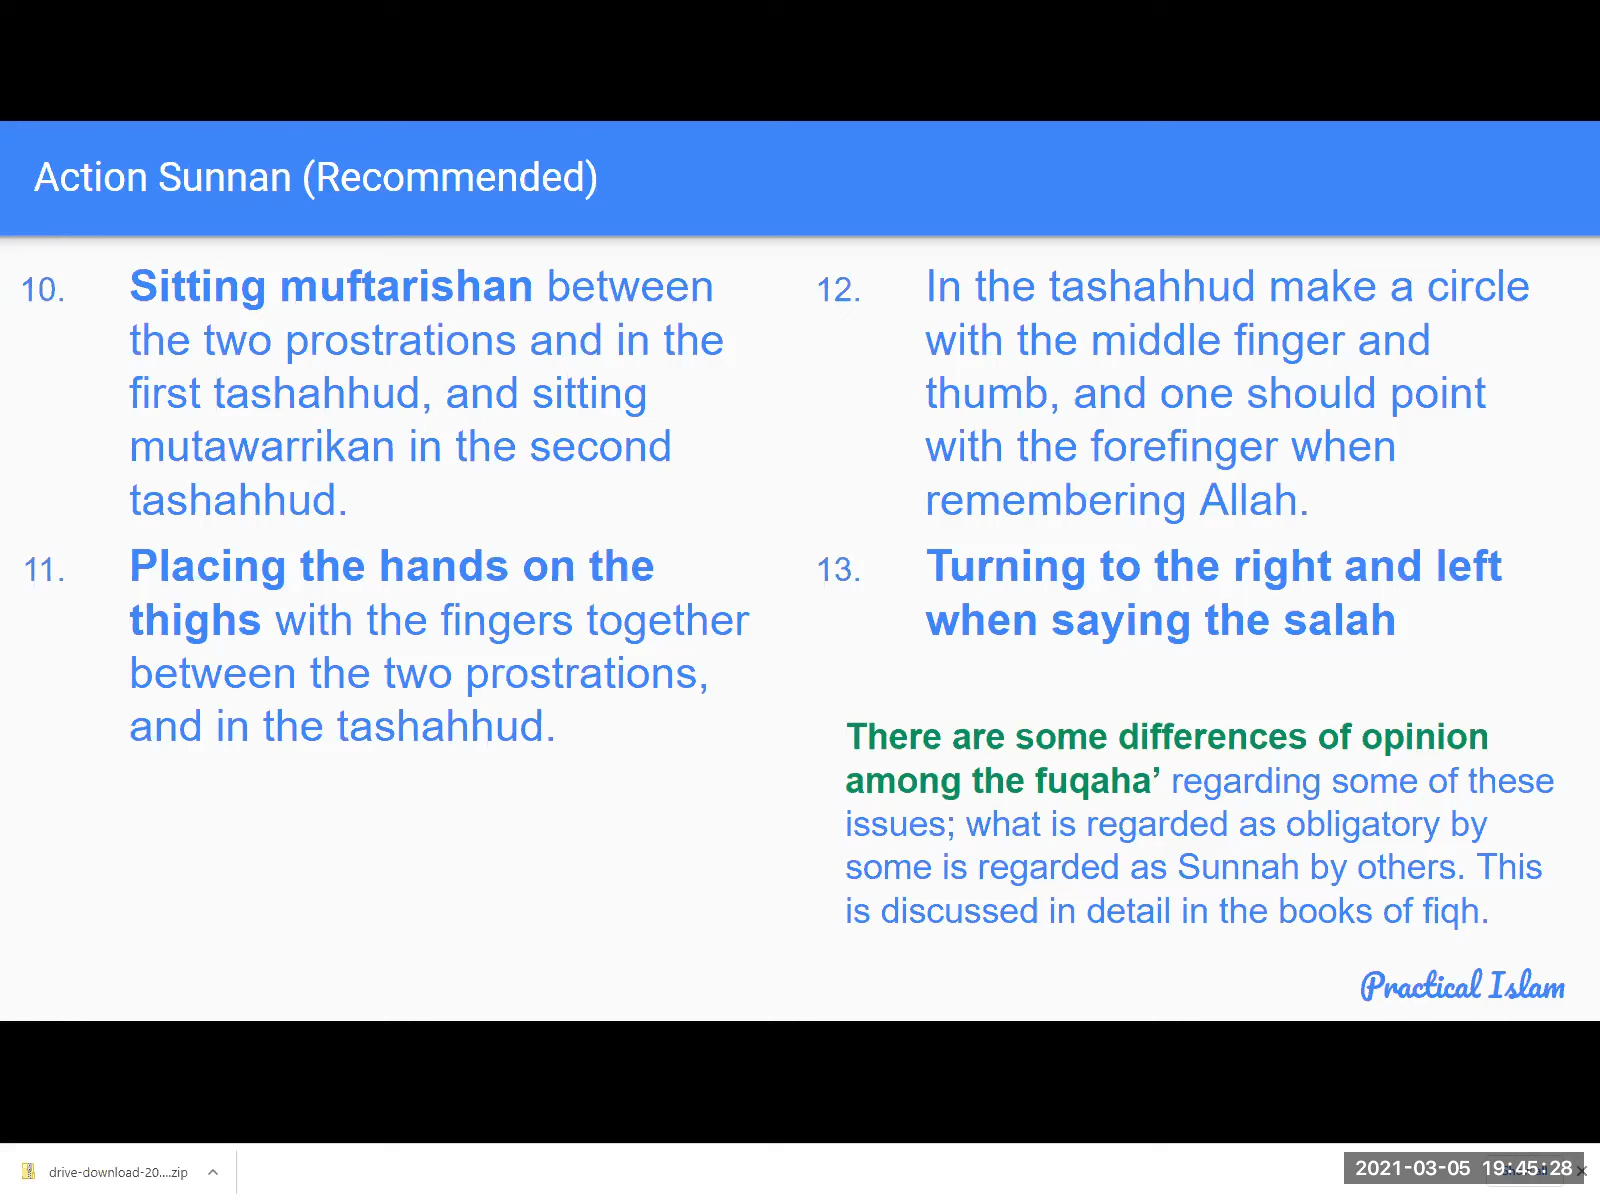 Action Sunnan (Recommended)
10. Sitting muftarishan between
the two prostrations and in the
first tashahhud, and sitting
mutawarrikan in the second
tashahhud.
11. Placing the hands on the
thighs with the fingers together
between the two prostrations,
and in the tashahhud.
12. In the tashahhud make a circle
with the middle finger and
thumb, and one should point
with the forefinger when
remembering Allah.
13. Turning to the right and left
when saying the salah
There are some differences of opinion
among the fuqaha’ regarding some of these
issues; what is regarded as obligatory by
some is regarded as Sunnah by others. This
is discussed in detail in the books of fiqh.
Practical Islam
drive-download-20....zip
2021-03-05 19:45:28